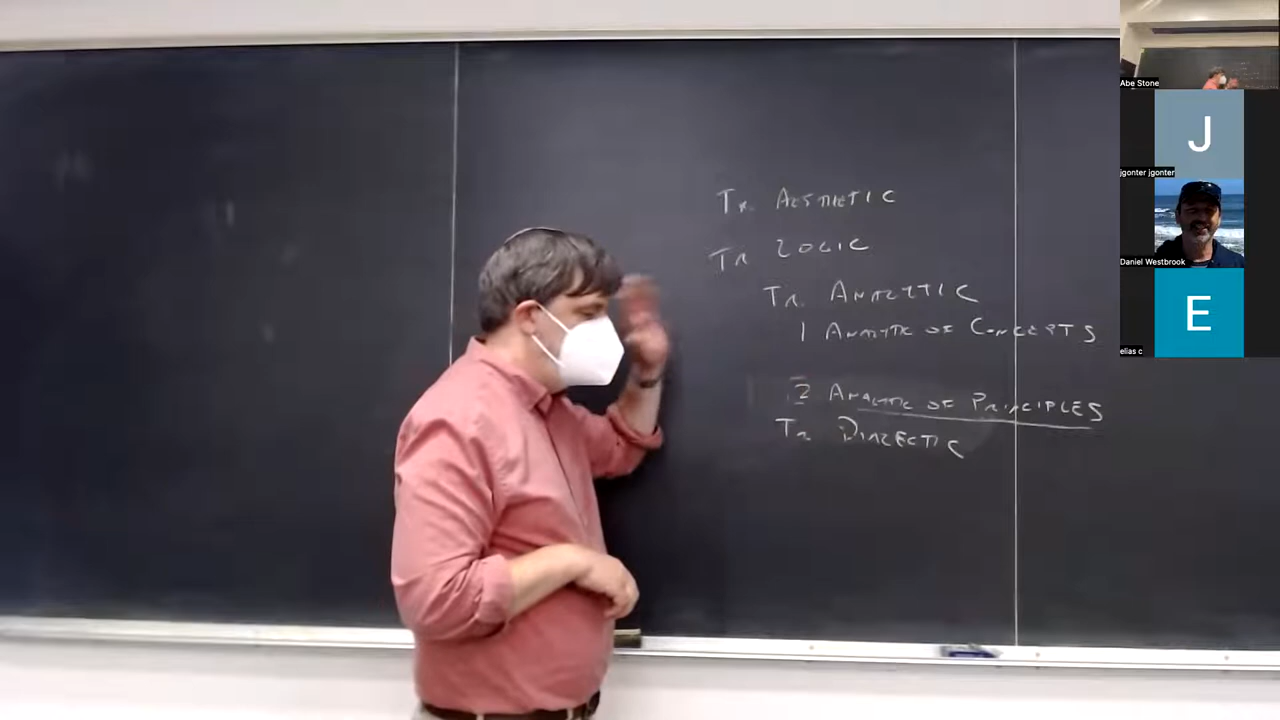 Tr. AESTHETIC
Tr LOGIC
Tr. ANALYTIC
1 ANALYTIC OF CONCEPTS
2 ANALYTIC OF PRINCIPLES
Tr DIALECTIC
Abe Stone
J
jgonter jgonter
Daniel Westbrook
E
elias c